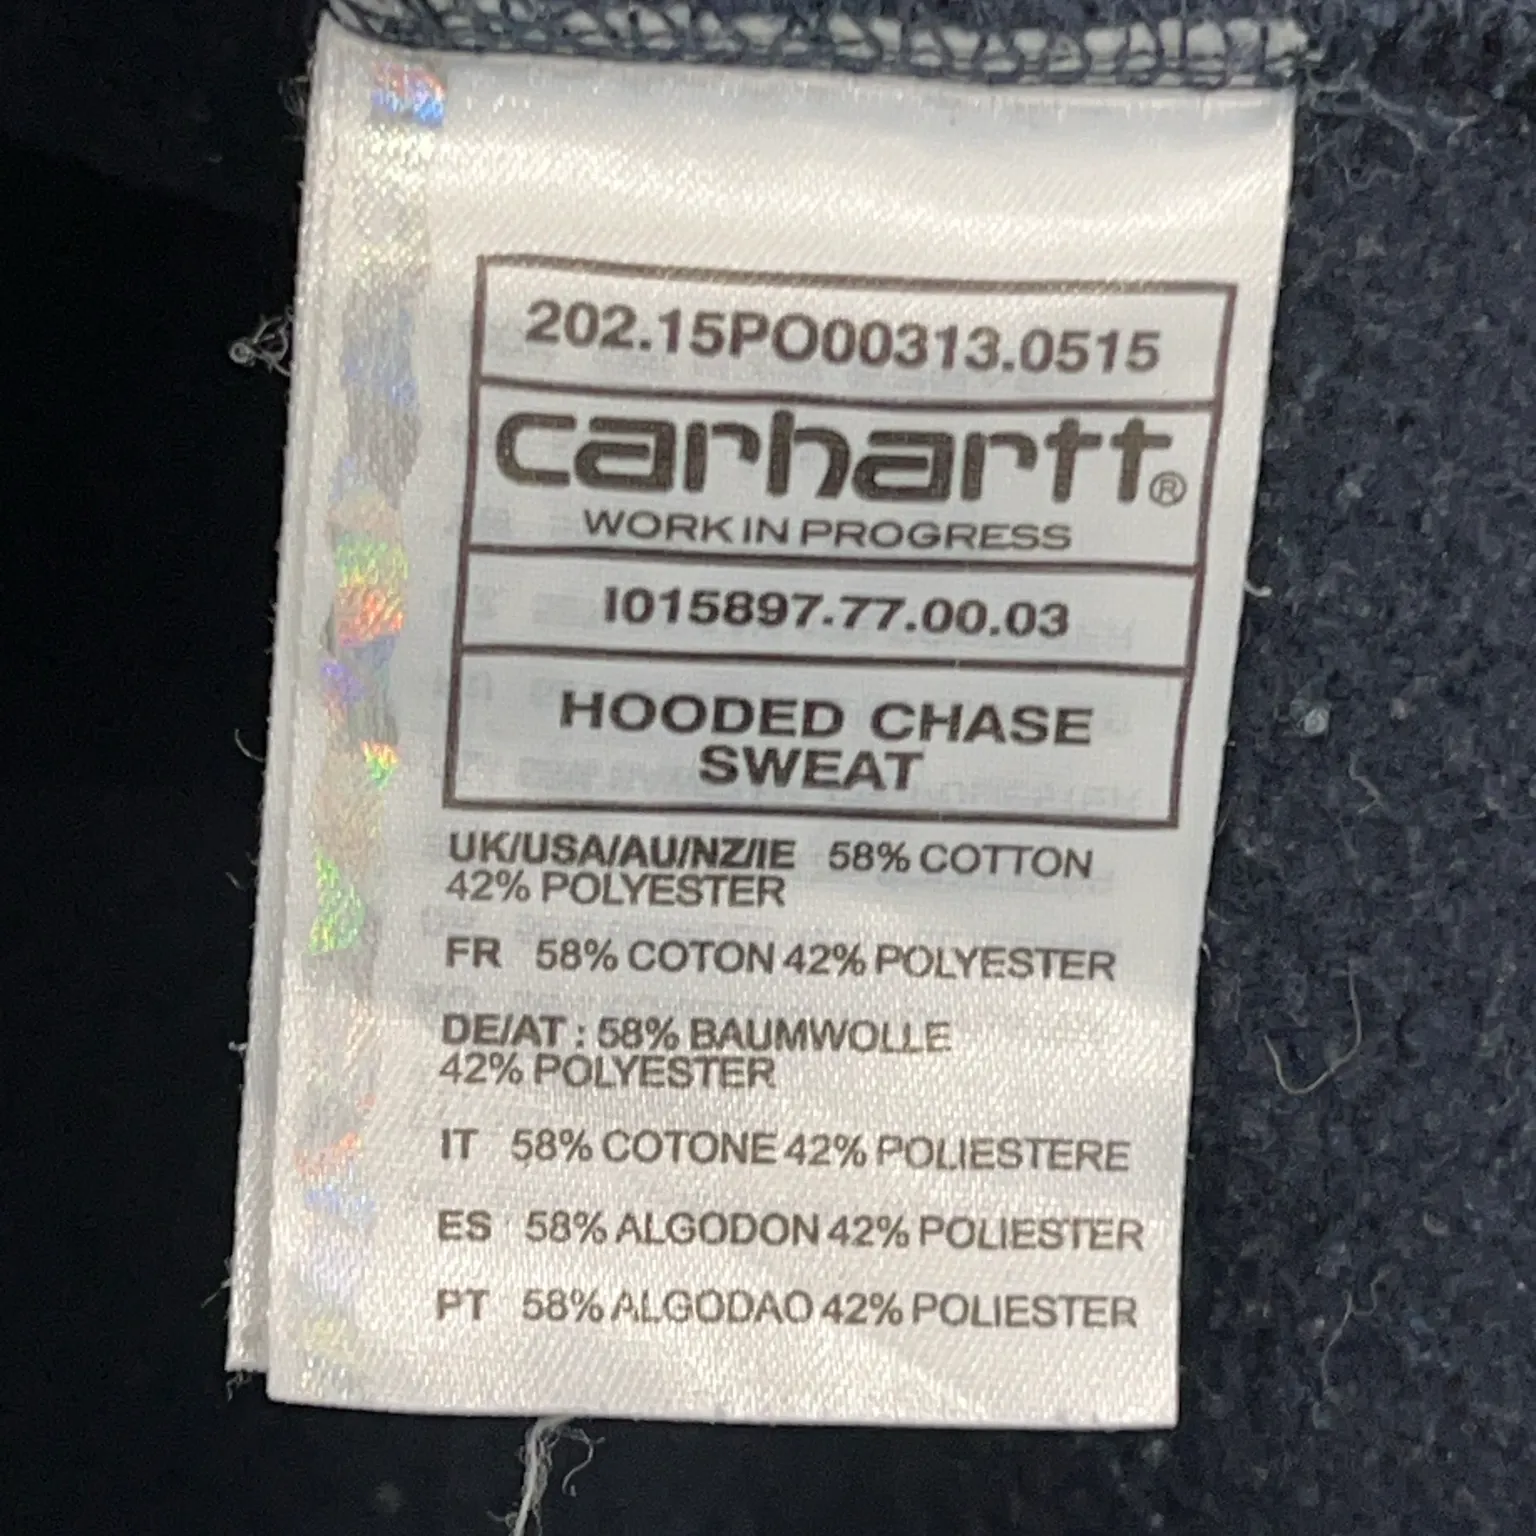 202.15PO00313.0515
carhartt®
WORK IN PROGRESS
I015897.77.00.03
HOODED CHASE
SWEAT
UK/USA/AU/NZ/IE 58% COTTON
42% POLYESTER
FR 58% COTON 42% POLYESTER
DE/AT : 58% BAUMWOLLE
42% POLYESTER
IT 58% COTONE 42% POLIESTERE
ES 58% ALGODON 42% POLIESTER
PT 58% ALGODAO 42% POLIESTER